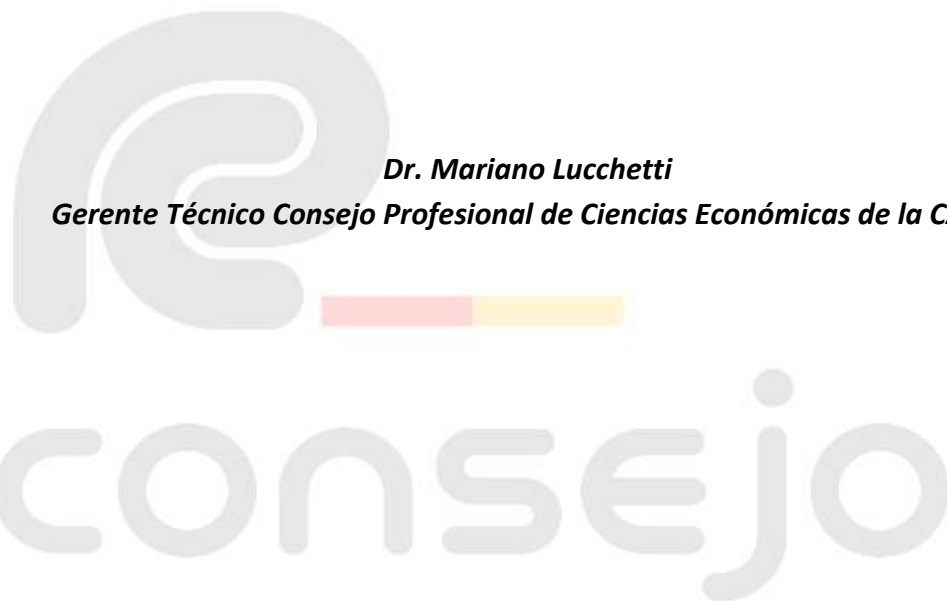 Dr. Mariano Lucchetti
Gerente Técnico Consejo Profesional de Ciencias Económicas de la
consejo